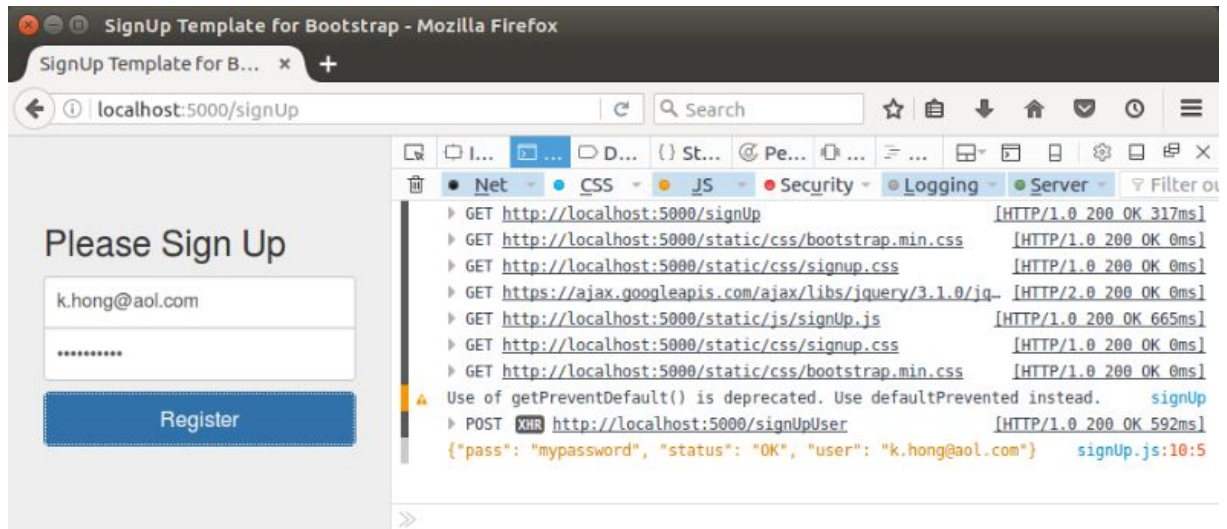 SignUp Template for Bootstrap - Mozilla Firefox
SignUp Template for B... × +
localhost:5000/signUp
Search
I... ... D... {} St... Pe... ... ...
Net CSS JS Security Logging Server Filter ou
Please Sign Up
k.hong@aol.com
••••••••••
Register
GET http://localhost:5000/signUp [HTTP/1.0 200 OK 317ms]
GET http://localhost:5000/static/css/bootstrap.min.css [HTTP/1.0 200 OK 0ms]
GET http://localhost:5000/static/css/signup.css [HTTP/1.0 200 OK 0ms]
GET https://ajax.googleapis.com/ajax/libs/jquery/3.1.0/jq… [HTTP/2.0 200 OK 0ms]
GET http://localhost:5000/static/js/signUp.js [HTTP/1.0 200 OK 665ms]
GET http://localhost:5000/static/css/signup.css [HTTP/1.0 200 OK 0ms]
GET http://localhost:5000/static/css/bootstrap.min.css [HTTP/1.0 200 OK 0ms]
Use of getPreventDefault() is deprecated. Use defaultPrevented instead. signUp
POST XHR http://localhost:5000/signUpUser [HTTP/1.0 200 OK 592ms]
{"pass": "mypassword", "status": "OK", "user": "k.hong@aol.com"} signUp.js:10:5